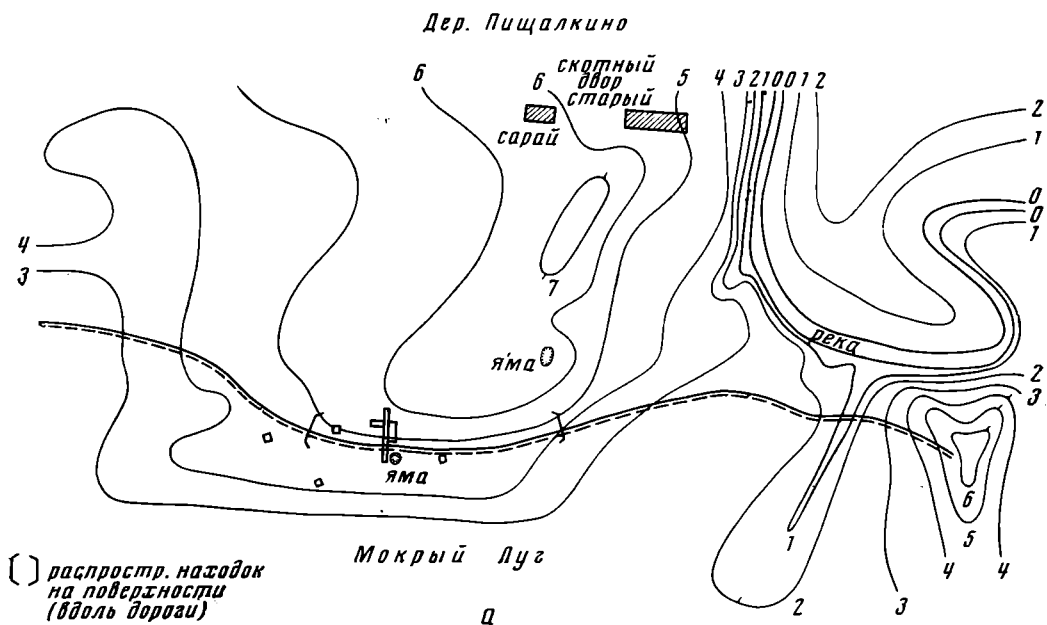 Дер. Пищалкино
6
6
скотный
двор
старый
5
4 3 2 1 0 0 1 2
2
1
сарай
0
0
1
4
3
7
яма
река
2
3
яма
6
5
4
4
1
2
3
Мокрый Луг
распростр. находок
на поверхности
(вдоль дороги)
а